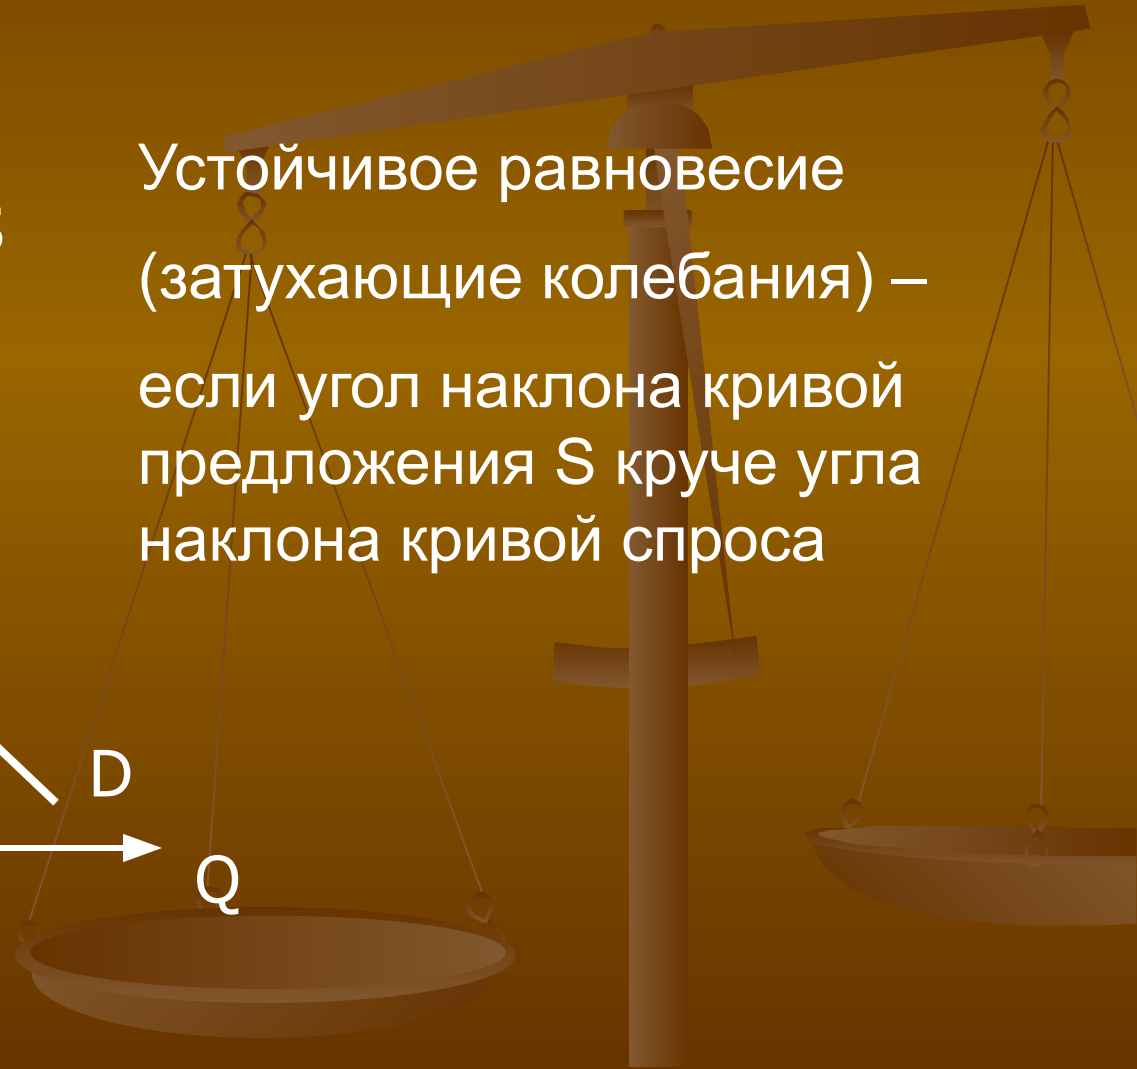 Устойчивое равновесие
(затухающие колебания) –
если угол наклона кривой
предложения S круче угла
наклона кривой спроса
D
Q